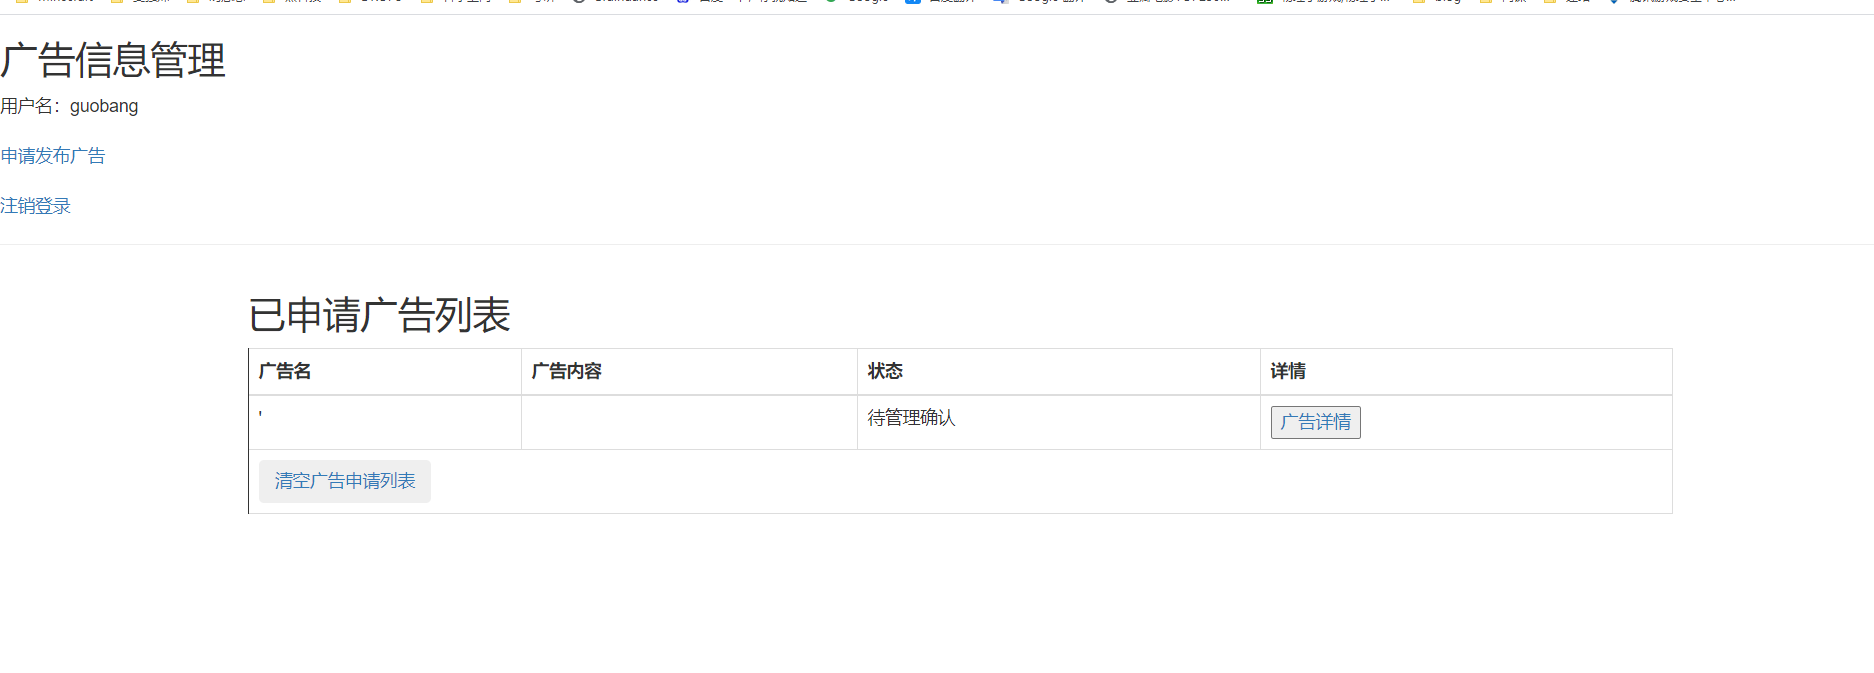 广告信息管理
用户名：guobang
申请发布广告
注销登录
已申请广告列表
广告名 广告内容 状态 详情
' 待管理确认 广告详情
清空广告申请列表